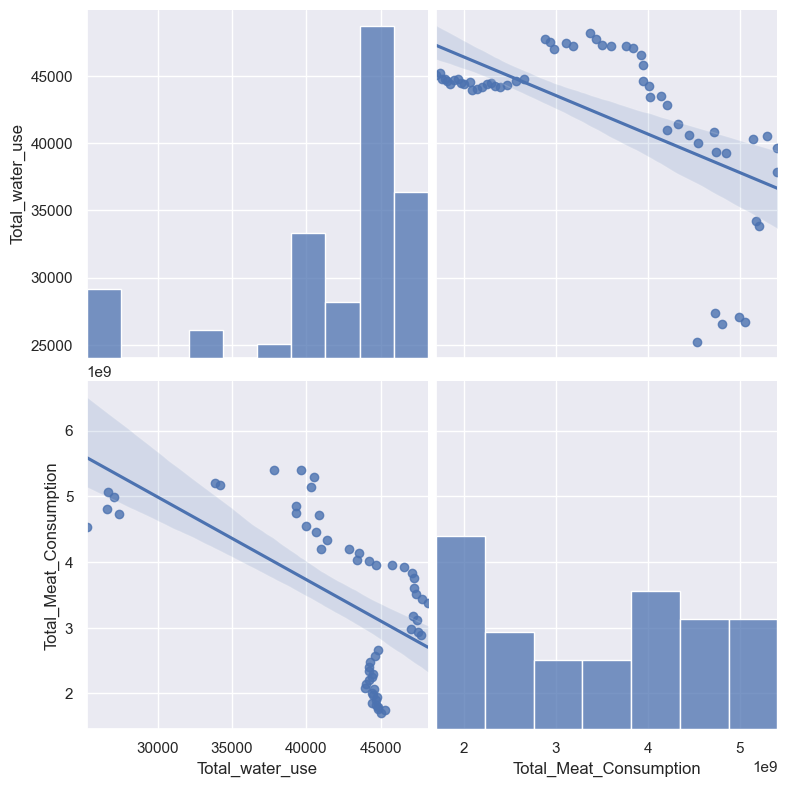 45000
40000
35000
30000
25000
Total_water_use
1e9
6
5
4
3
2
Total_Meat_Consumption
30000 35000 40000 45000
Total_water_use
2 3 4 5
1e9
Total_Meat_Consumption